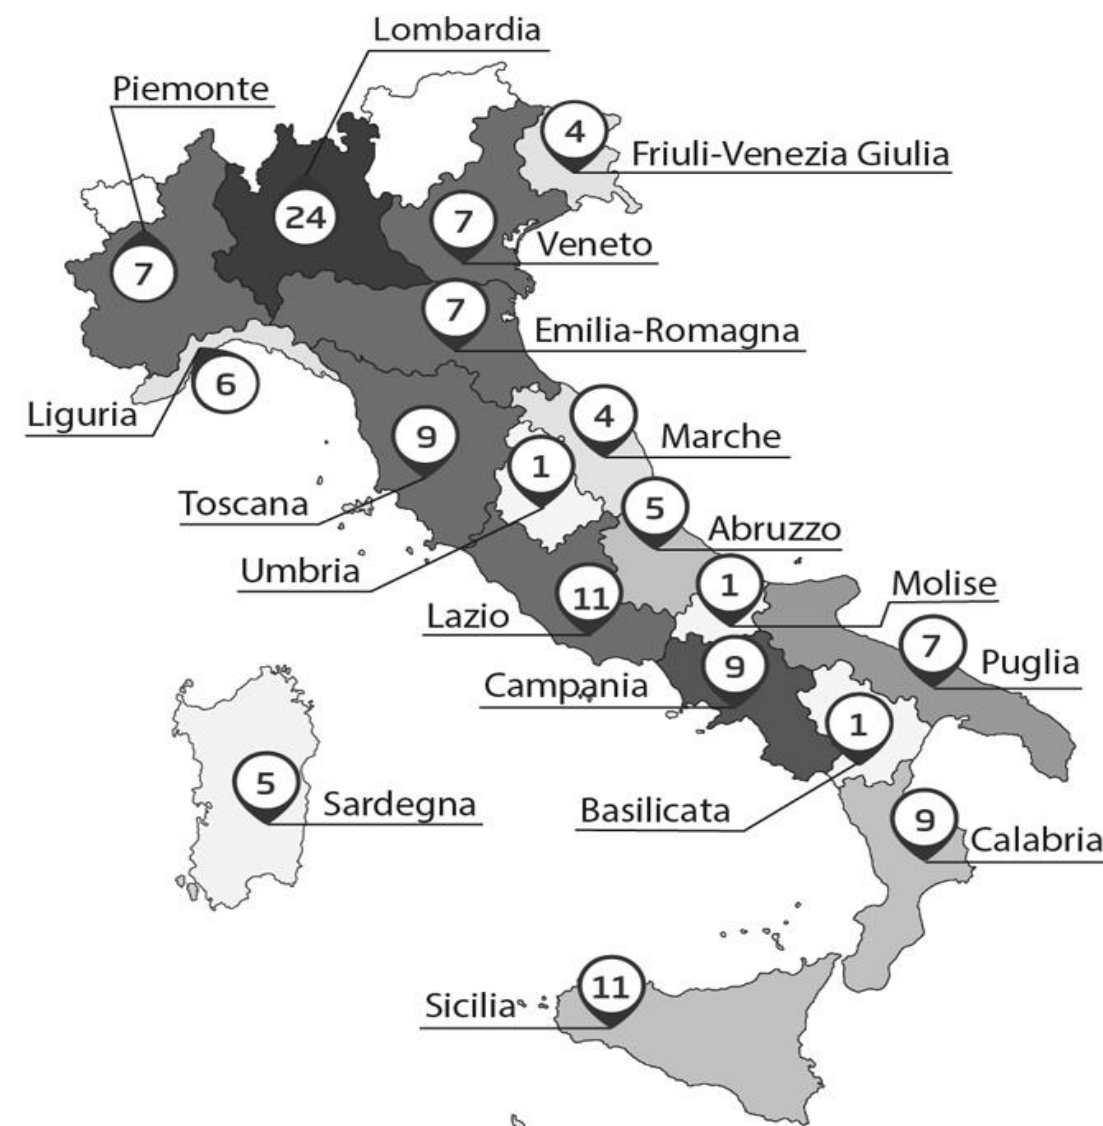 Lombardia
24
Piemonte
7
4
Friuli-Venezia Giulia
7
Veneto
7
Emilia-Romagna
6
Liguria
9
Toscana
4
Marche
1
Umbria
5
Abruzzo
11
Lazio
1
Molise
7
Puglia
9
Campania
1
Basilicata
5
Sardegna
9
Calabria
11
Sicilia